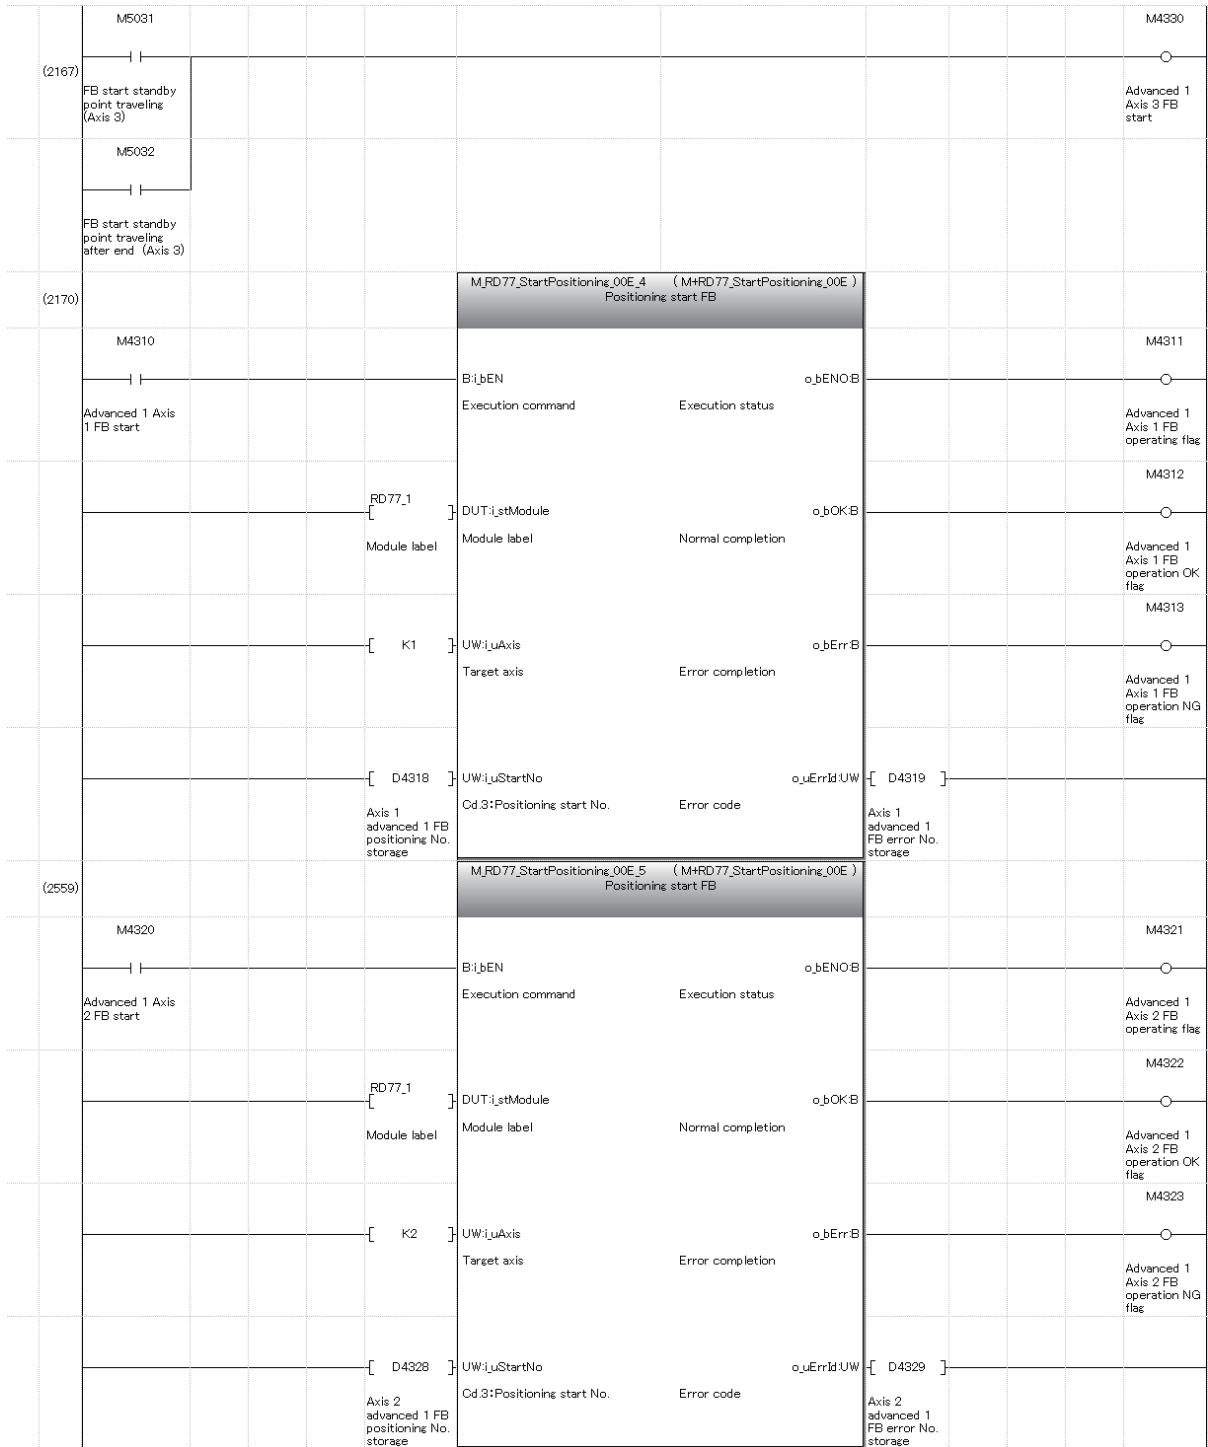 M5031
M4330
(2167)
FB start standby
point traveling
(Axis 3)
Advanced 1
Axis 3 FB
start
M5032
FB start standby
point traveling
after end (Axis 3)
(2170)
M_RD77_StartPositioning_00E_4 ( M+RD77_StartPositioning_00E )
Positioning start FB
M4310
M4311
B:i_bEN
o_bENO:B
Advanced 1 Axis
1 FB start
Execution command
Execution status
Advanced 1
Axis 1 FB
operating flag
M4312
RD77_1
DUT:i_stModule
o_bOK:B
Module label
Module label
Normal completion
Advanced 1
Axis 1 FB
operation OK
flag
M4313
K1
UW:i_uAxis
o_bErr:B
Target axis
Error completion
Advanced 1
Axis 1 FB
operation NG
flag
D4318
UW:i_uStartNo
o_uErrId:UW
D4319
Axis 1
advanced 1 FB
positioning No.
storage
Cd.3:Positioning start No.
Error code
Axis 1
advanced 1
FB error No.
storage
(2559)
M_RD77_StartPositioning_00E_5 ( M+RD77_StartPositioning_00E )
Positioning start FB
M4320
M4321
B:i_bEN
o_bENO:B
Advanced 1 Axis
2 FB start
Execution command
Execution status
Advanced 1
Axis 2 FB
operating flag
M4322
RD77_1
DUT:i_stModule
o_bOK:B
Module label
Module label
Normal completion
Advanced 1
Axis 2 FB
operation OK
flag
M4323
K2
UW:i_uAxis
o_bErr:B
Target axis
Error completion
Advanced 1
Axis 2 FB
operation NG
flag
D4328
UW:i_uStartNo
o_uErrId:UW
D4329
Axis 2
advanced 1 FB
positioning No.
storage
Cd.3:Positioning start No.
Error code
Axis 2
advanced 1
FB error No.
storage